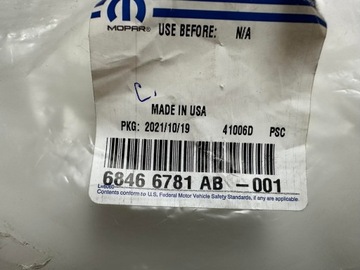 MOPAR®
USE BEFORE: N/A
C.
MADE IN USA
PKG: 2021/10/19 41006D PSC
6846 6781 AB -001
Contents conform to U.S. Federal Motor Vehicle Safety Standards, if any are applicable